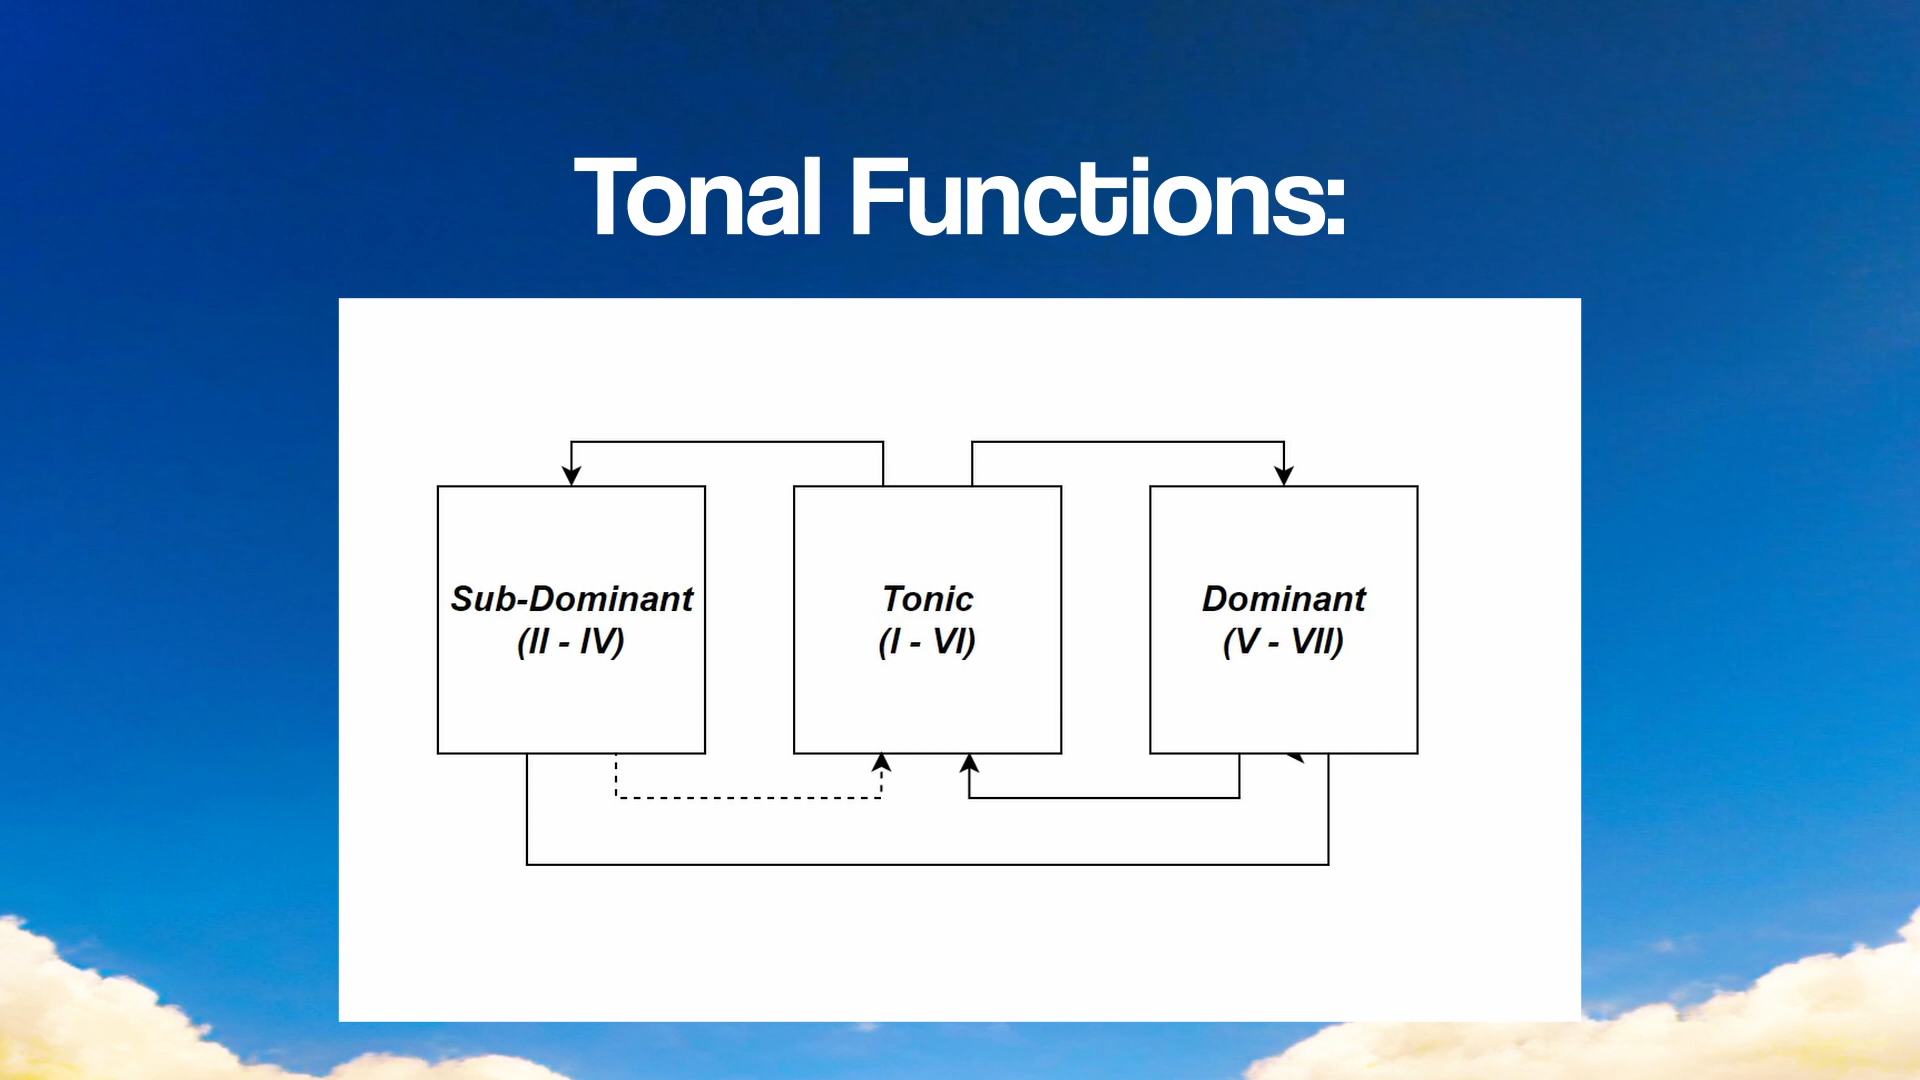 Tonal Functions:
Sub-Dominant
(II - IV)
Tonic
(I - VI)
Dominant
(V - VII)